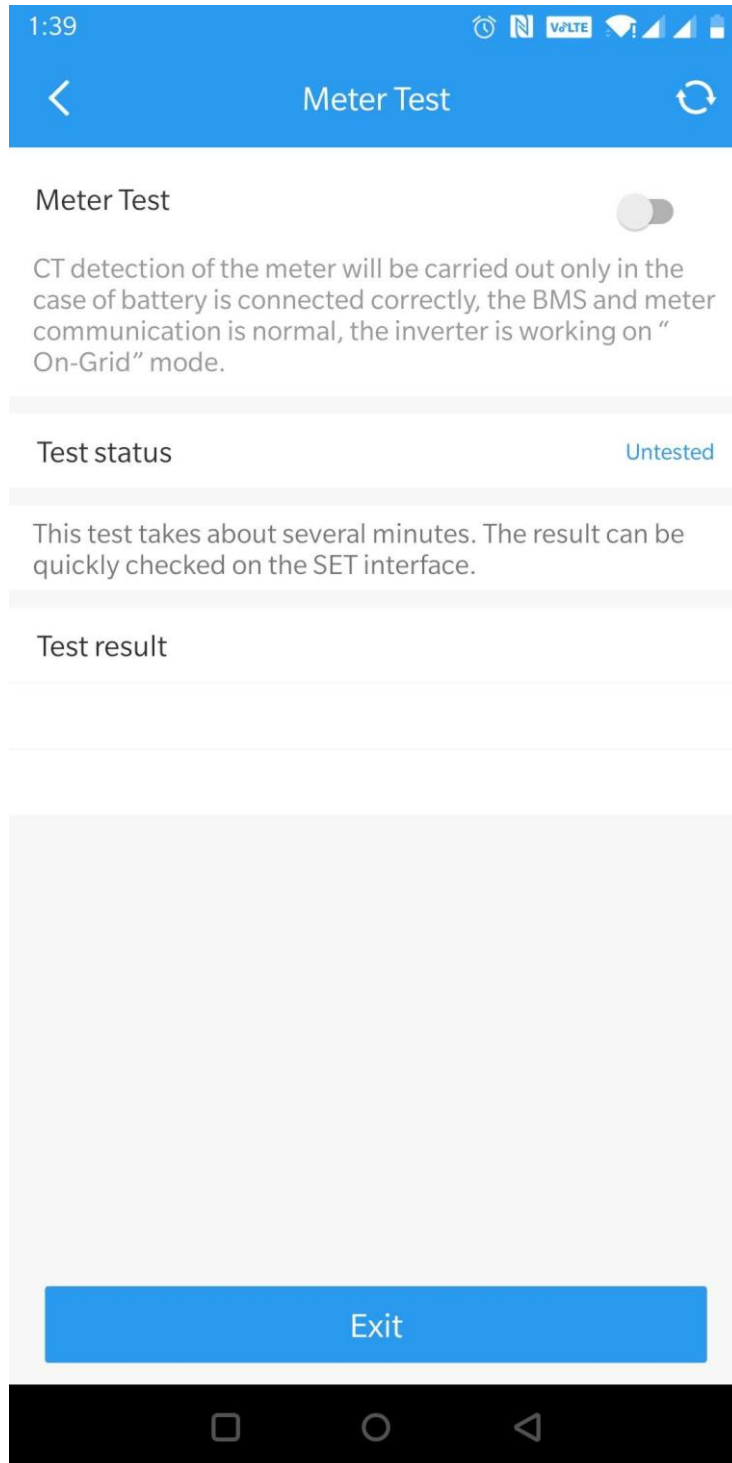 1:39
VoLTE
Meter Test
Meter Test
CT detection of the meter will be carried out only in the
case of battery is connected correctly, the BMS and meter
communication is normal, the inverter is working on “
On-Grid” mode.
Test status
Untested
This test takes about several minutes. The result can be
quickly checked on the SET interface.
Test result
Exit